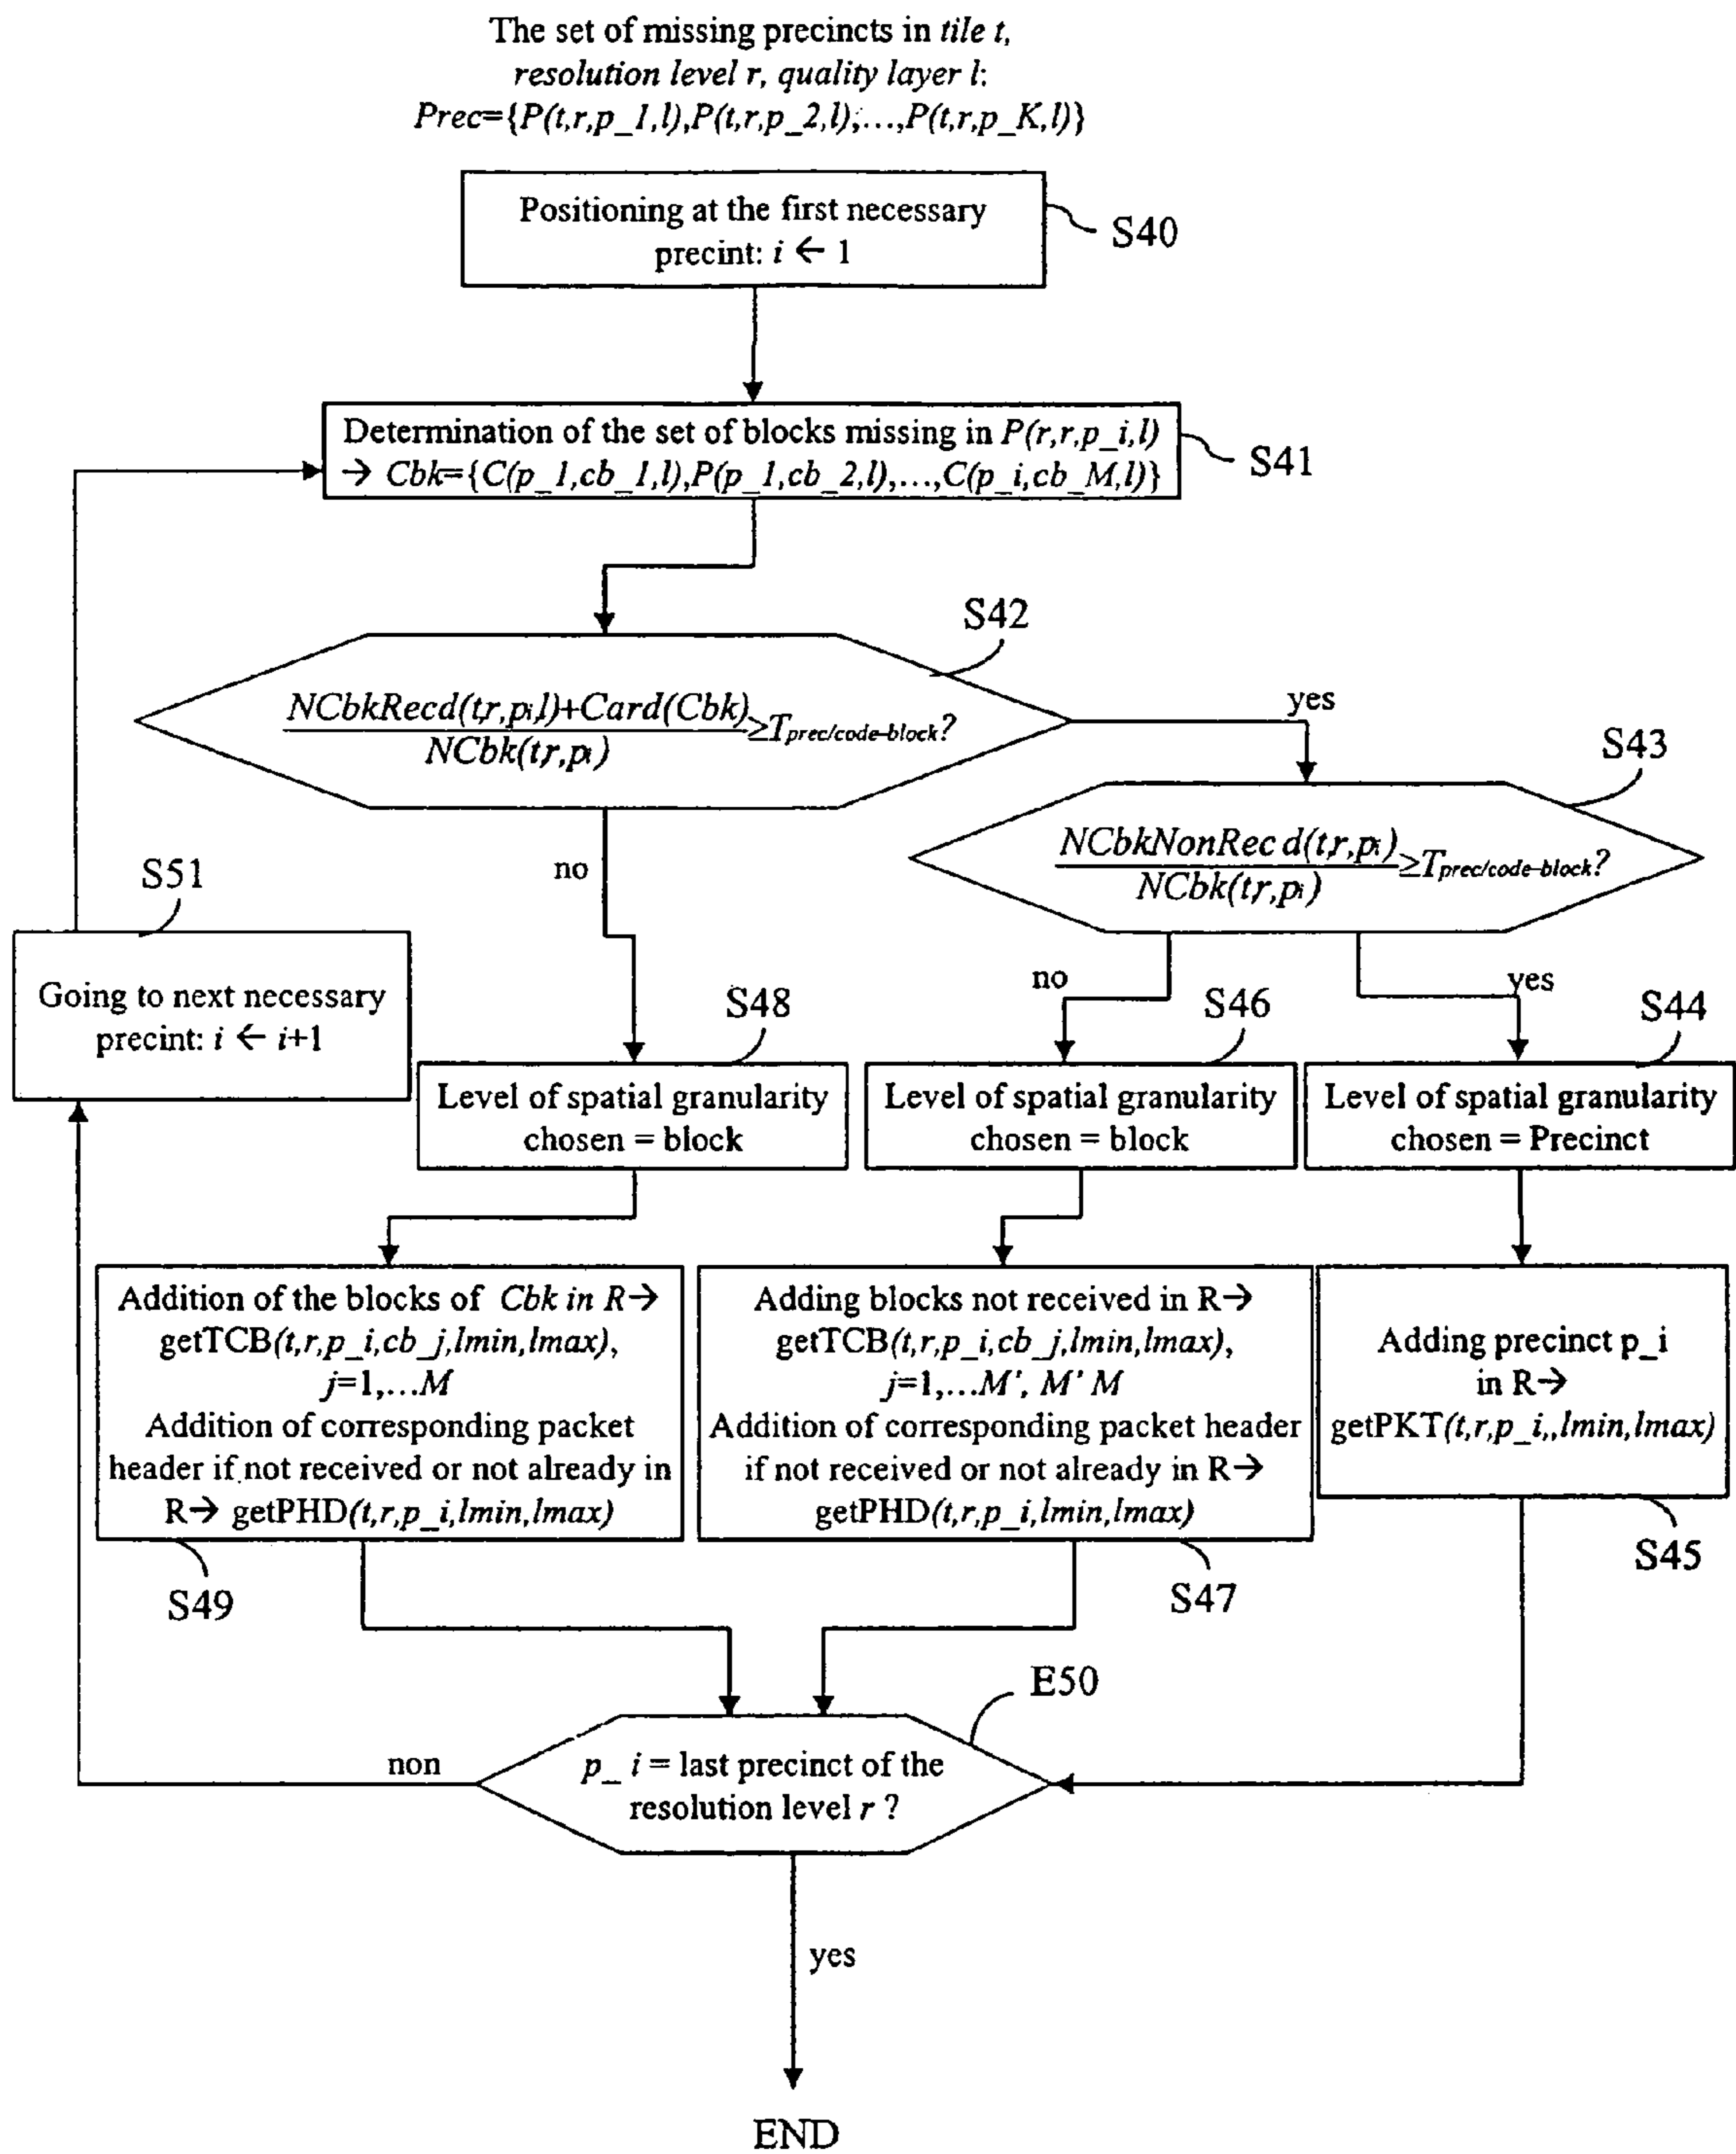 The set of missing precincts in tile t,
resolution level r, quality layer l:
Prec={P(t,r,p_1,l),P(t,r,p_2,l),...,P(t,r,p_K,l)}
Positioning at the first necessary
precint: i ← 1
S40
Determination of the set of blocks missing in P(r,r,p_i,l)
→ Cbk={C(p_1,cb_1,l),P(p_1,cb_2,l),...,C(p_i,cb_M,l)}
S41
S42
NCbkRecd(t,r,pi,l)+Card(Cbk)
NCbk(t,r,pi)
≥Tprec/code-block?
yes
no
S43
NCbkNonRecd(t,r,pi)
NCbk(t,r,pi)
≥Tprec/code-block?
no
yes
S51
Going to next necessary
precint: i ← i+1
S48
Level of spatial granularity
chosen = block
S46
Level of spatial granularity
chosen = block
S44
Level of spatial granularity
chosen = Precinct
Addition of the blocks of Cbk in R→
getTCB(t,r,p_i,cb_j,lmin,lmax),
j=1,...M
Addition of corresponding packet
header if not received or not already in
R→ getPHD(t,r,p_i,lmin,lmax)
S49
Adding blocks not received in R→
getTCB(t,r,p_i,cb_j,lmin,lmax),
j=1,...M', M' M
Addition of corresponding packet header
if not received or not already in R→
getPHD(t,r,p_i,lmin,lmax)
S47
Adding precinct p_i
in R→
getPKT(t,r,p_i,,lmin,lmax)
S45
E50
p_ i = last precinct of the
resolution level r ?
non
yes
END